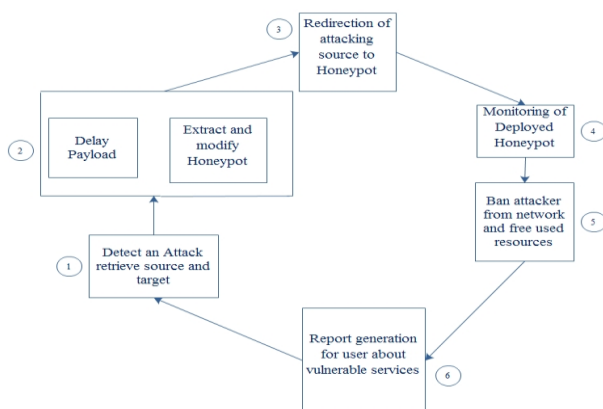 1
Detect an Attack
retrieve source and
target
2
Delay
Payload
Extract and
modify
Honeypot
3
Redirection of
attacking
source to
Honeypot
Monitoring of
Deployed
Honeypot
4
Ban attacker
from network
and free used
resources
5
Report generation
for user about
vulnerable services
6